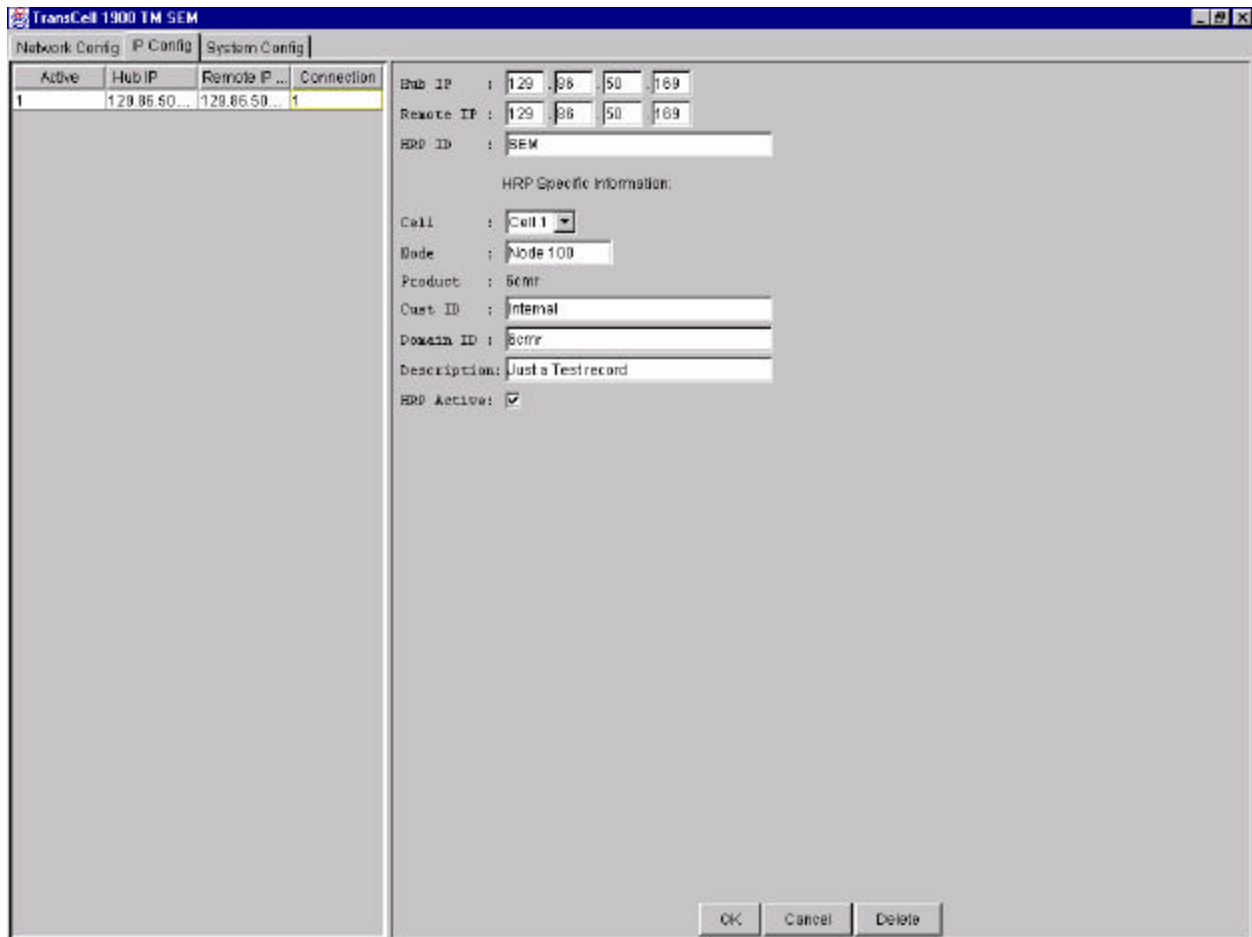 TransCell 1900 TM SEM
Network Config IP Config System Config
Active Hub IP Remote IP ... Connection
1 129.86.50... 129.86.50... 1
Hub IP : 129 .86 .50 .169
Remote IP : 129 .86 .50 .169
HRP ID : SEM
HRP Specific Information:
Cell : Cell 1
Node : Node 100
Product :
Cust ID : Internal
Domain ID :
Description: Just a Test record
HRP Active:
OK Cancel Delete